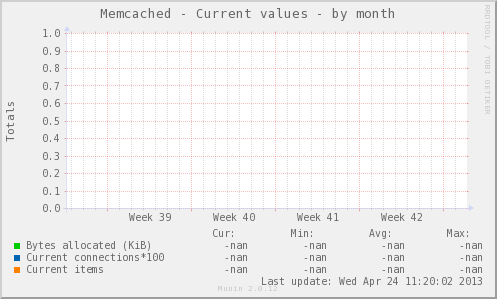 Memcached - Current values - by month
RRDTOOL / TOBI OETIKER
Totals
1.0
0.9
0.8
0.7
0.6
0.5
0.4
0.3
0.2
0.1
0.0
Week 39 Week 40 Week 41 Week 42
Cur: Min: Avg: Max:
Bytes allocated (KiB) -nan -nan -nan -nan
Current connections*100 -nan -nan -nan -nan
Current items -nan -nan -nan -nan
Last update: Wed Apr 24 11:20:02 2013
Munin 2.0.12